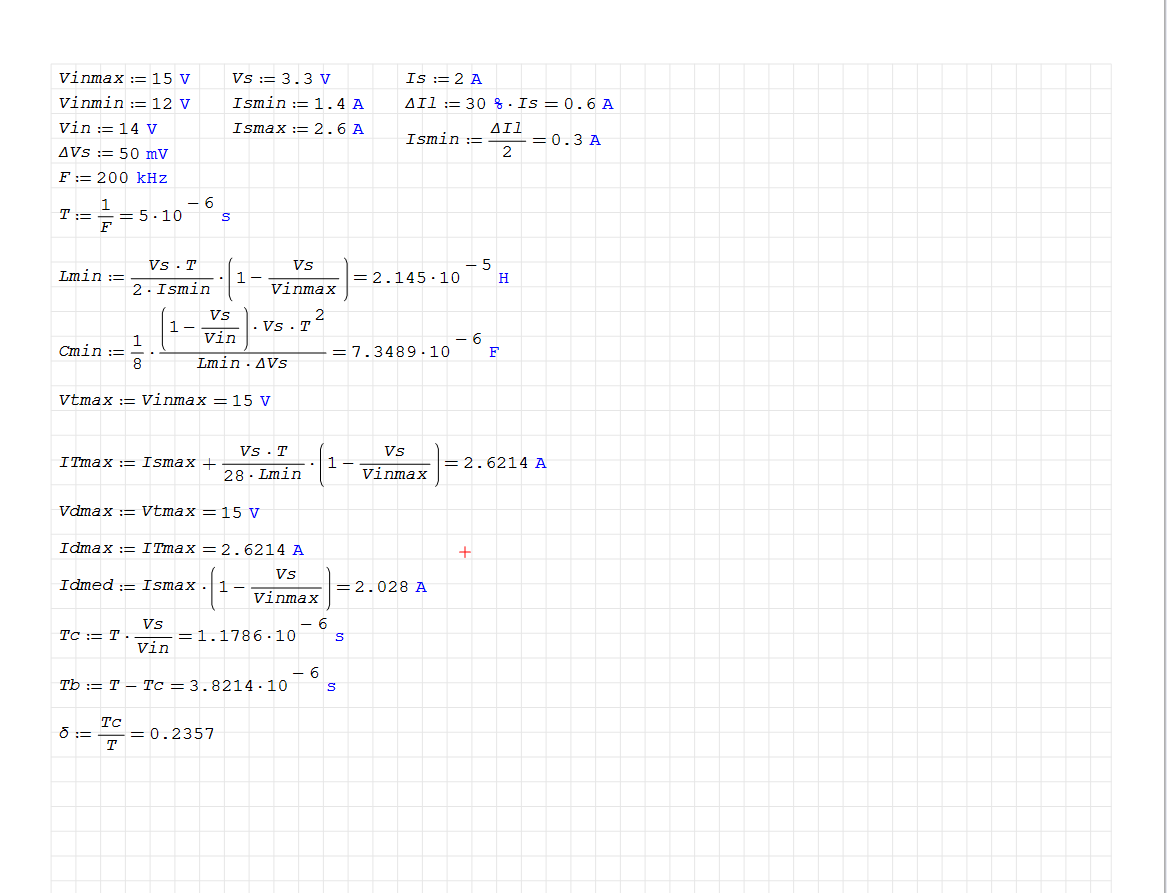 Vinmax := 15 V Vs := 3.3 V Is := 2 A
Vinmin := 12 V Ismin := 1.4 A ΔIl := 30 % · Is = 0.6 A
Vin := 14 V Ismax := 2.6 A Ismin := ΔIl / 2 = 0.3 A
ΔVs := 50 mV
F := 200 kHz
T := 1 / F = 5 · 10^−6 s
Lmin := (Vs · T) / (2 · Ismin) · (1 − Vs / Vinmax) = 2.145 · 10^−5 H
Cmin := 1 / 8 · ((1 − Vs / Vin) · Vs · T^2) / (Lmin · ΔVs) = 7.3489 · 10^−6 F
Vtmax := Vinmax = 15 V
ITmax := Ismax + (Vs · T) / (28 · Lmin) · (1 − Vs / Vinmax) = 2.6214 A
Vdmax := Vtmax = 15 V
Idmax := ITmax = 2.6214 A
Idmed := Ismax · (1 − Vs / Vinmax) = 2.028 A
Tc := T · Vs / Vin = 1.1786 · 10^−6 s
Tb := T − Tc = 3.8214 · 10^−6 s
δ := Tc / T = 0.2357